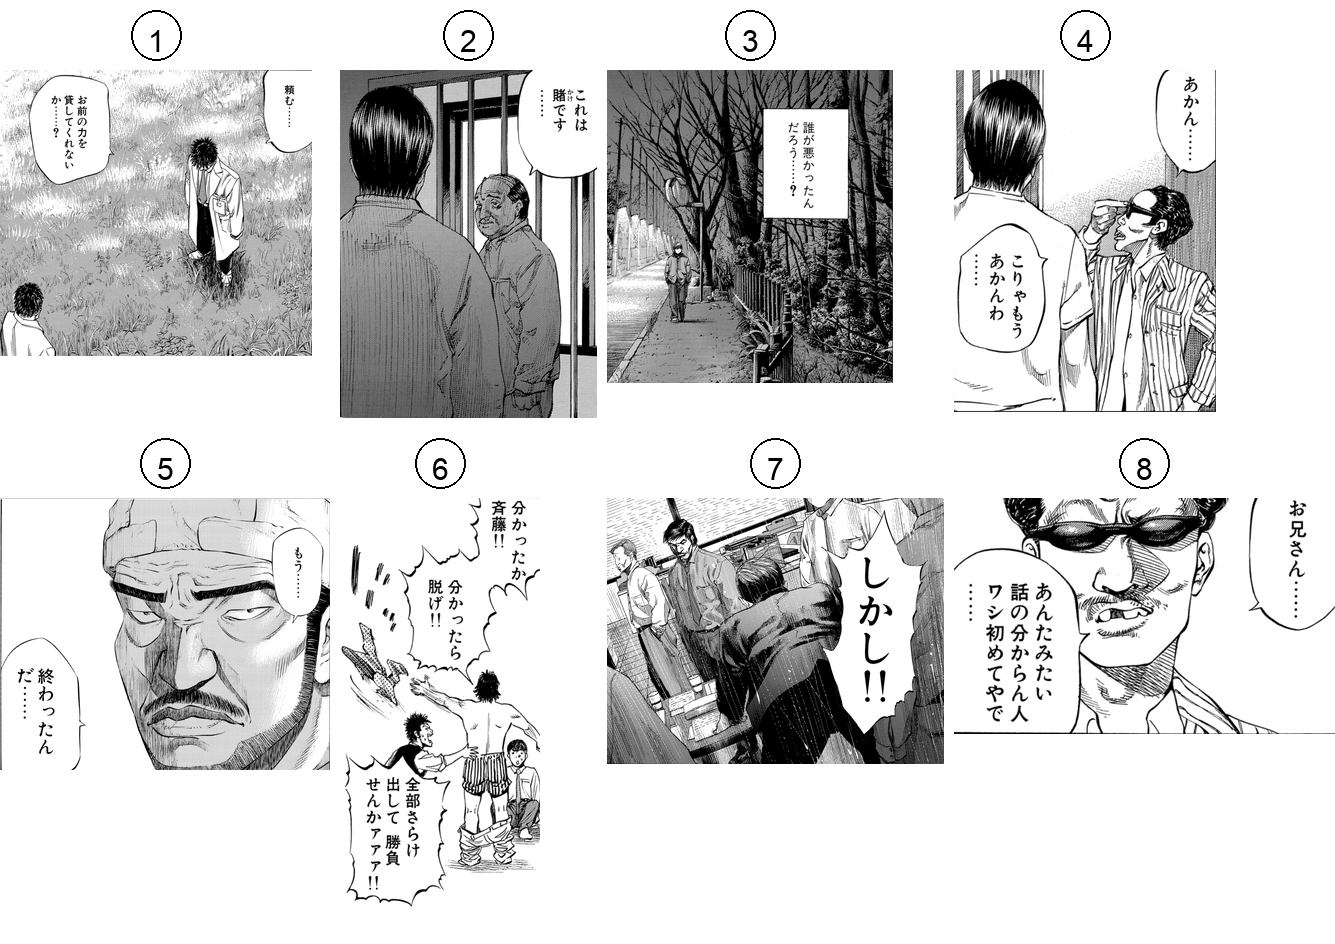 1
頼む……
お前の力を
貸してくれない
か……?
2
これは
賭です
かけ
……
3
誰が悪かったん
だろう……?
4
あかん……
こりゃもう
あかんわ
……
5
もう……
終わったん
だ……
6
分かったか
斉藤!!
分かったら
脱げ!!
全部さらけ
出して 勝負
せんかァァァ!!
7
しかし!!
8
お兄さん……
あんたみたい
話の分からん人
ワシ初めてやで
……